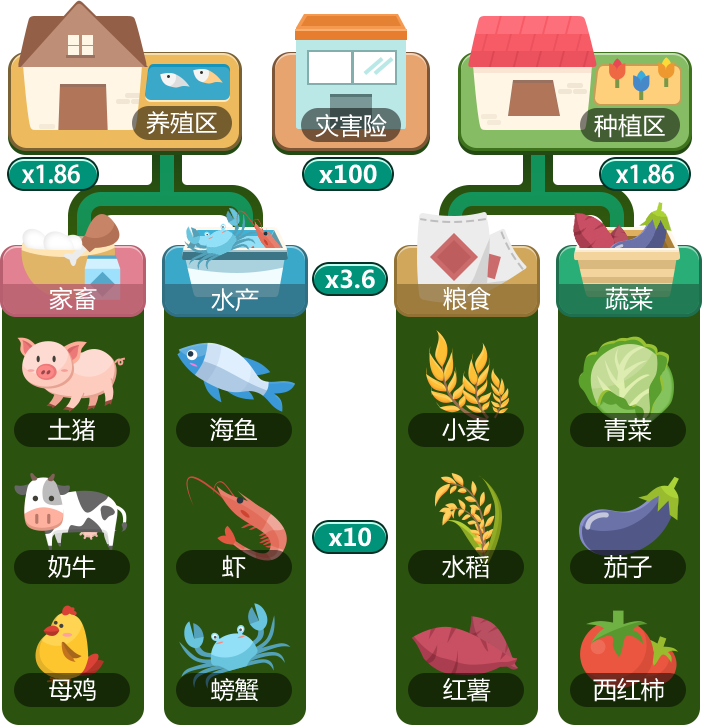 养殖区
灾害险
种植区
x1.86
x100
x1.86
家畜
水产
x3.6
粮食
蔬菜
土猪
海鱼
小麦
青菜
奶牛
虾
x10
水稻
茄子
母鸡
螃蟹
红薯
西红柿